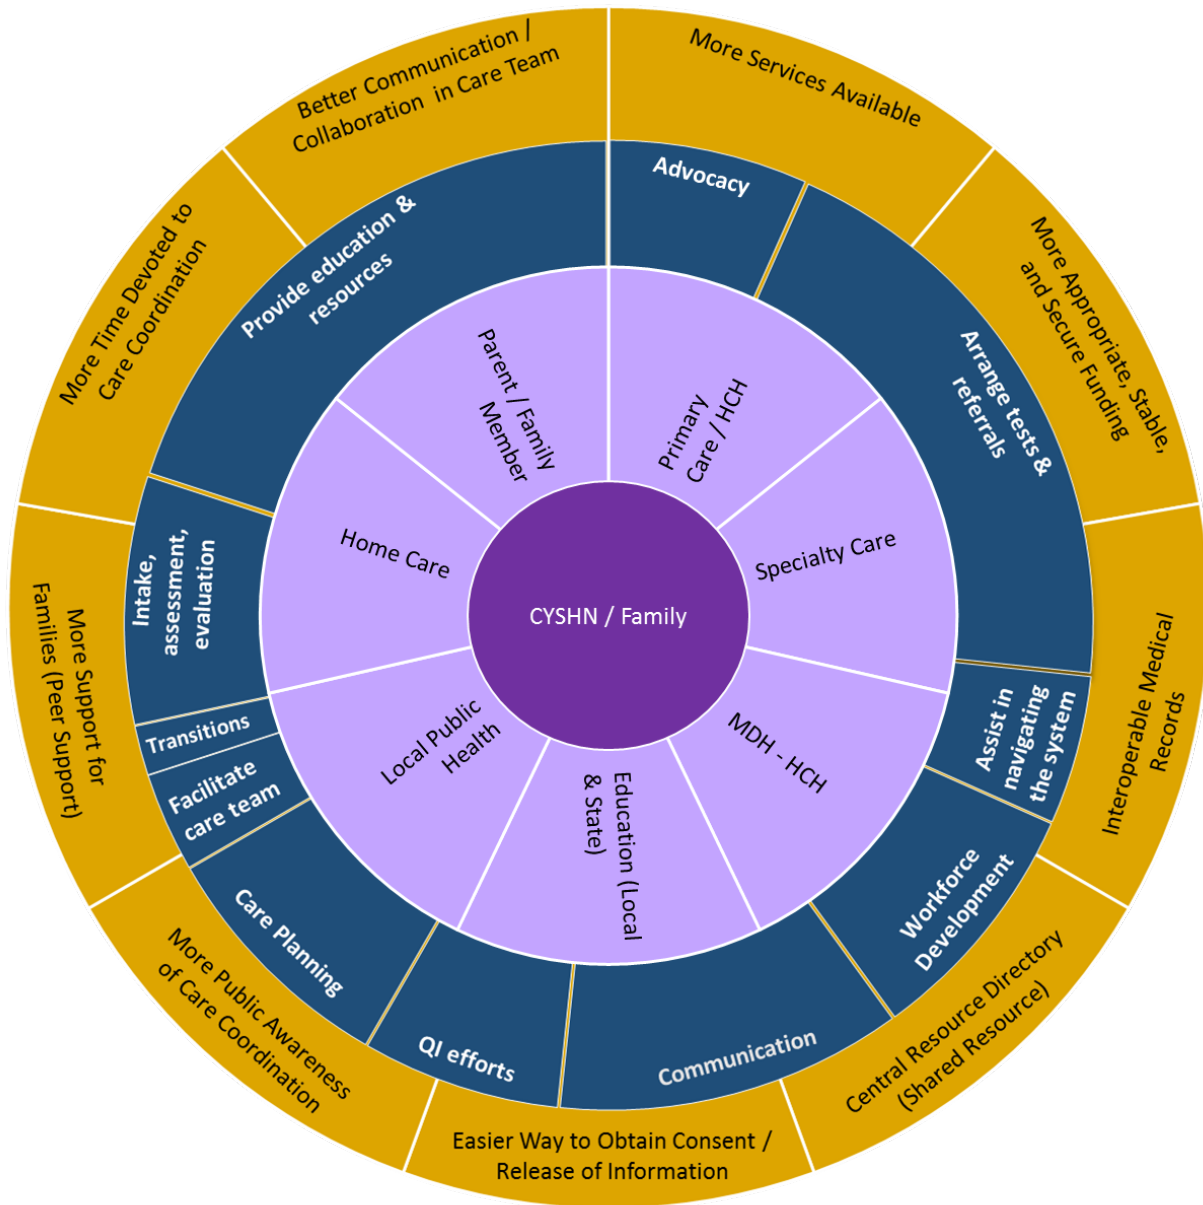 More Services Available
More Appropriate, Stable,
and Secure Funding
Interoperable Medical
Records
Central Resource Directory
(Shared Resource)
Easier Way to Obtain Consent /
Release of Information
More Public Awareness
of Care Coordination
More Support for
Families (Peer Support)
More Time Devoted to
Care Coordination
Better Communication /
Collaboration in Care Team
Advocacy
Arrange tests &
referrals
Assist in
navigating
the system
Workforce
Development
Communication
QI efforts
Care Planning
Facilitate
care team
Transitions
Intake,
assessment,
evaluation
Provide education &
resources
Primary
Care / HCH
Specialty Care
MDH - HCH
Education (Local
& State)
Local Public
Health
Home Care
Parent / Family
Member
CYSHN / Family